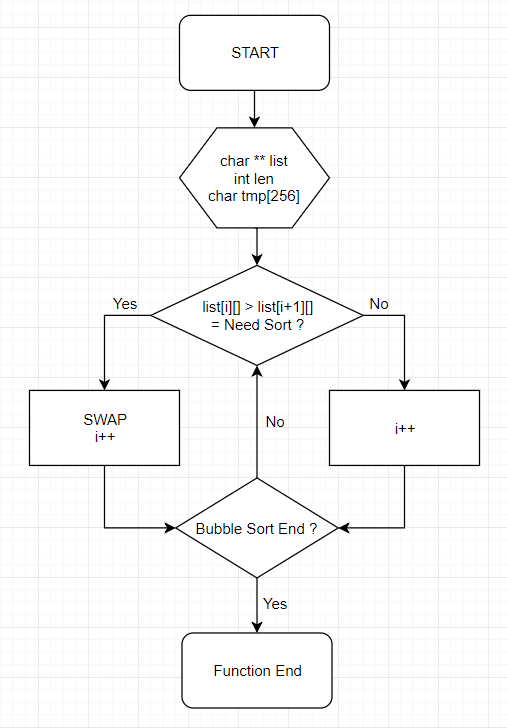 START
char ** list
int len
char tmp[256]
Yes
No
list[i][] > list[i+1][]
= Need Sort ?
SWAP
i++
i++
No
Bubble Sort End ?
Yes
Function End